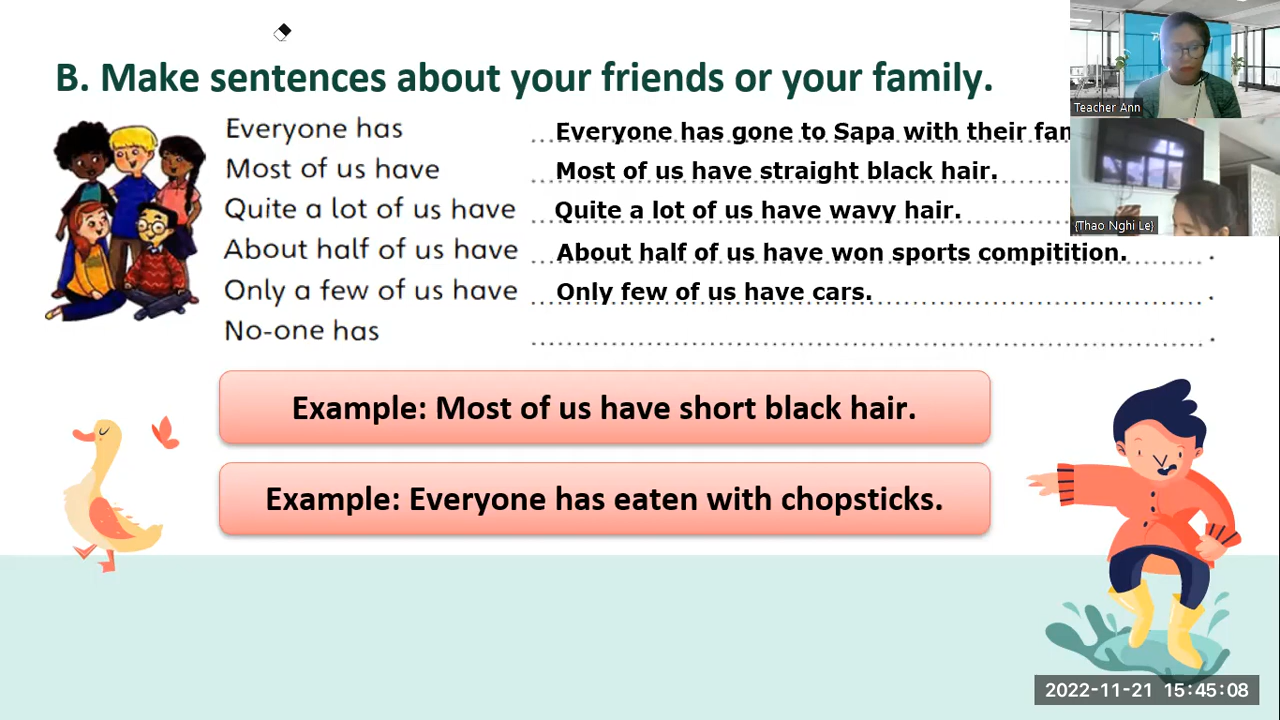 B. Make sentences about your friends or your family.
Teacher Ann
Everyone has
Everyone has gone to Sapa with their
Most of us have
Most of us have straight black hair.
Quite a lot of us have
Quite a lot of us have wavy hair.
{Thao Nghi Le}
About half of us have
About half of us have won sports compitition.
Only a few of us have
Only few of us have cars.
No-one has
Example: Most of us have short black hair.
Example: Everyone has eaten with chopsticks.
2022-11-21 15:45:08